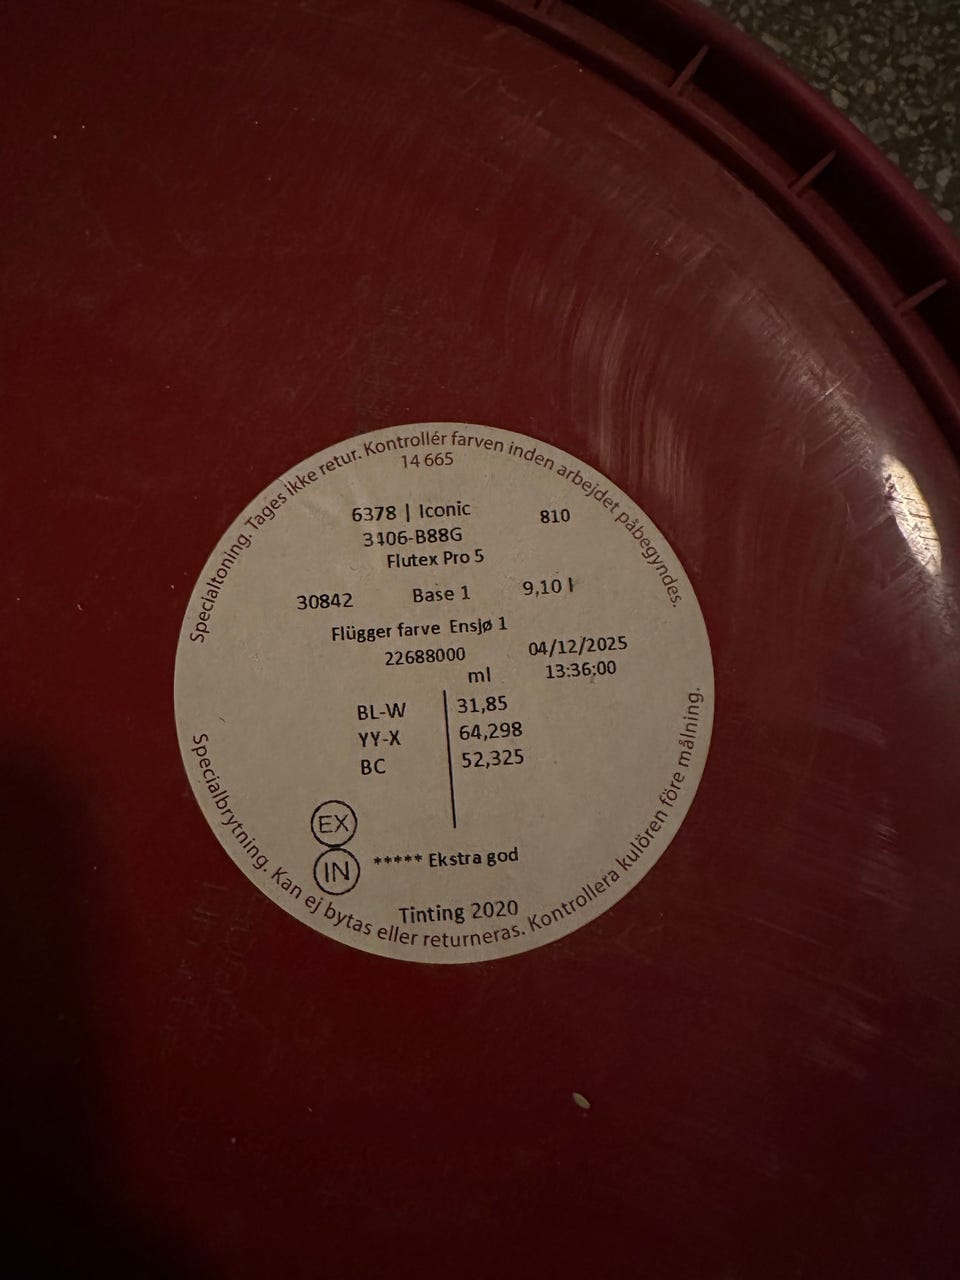 Specialtoning. Tages ikke retur. Kontrollér farven inden arbejdet påbegyndes.
14 665
6378 | Iconic 810
3406-B88G
Flutex Pro 5
30842 Base 1 9,10 l
Flügger farve Ensjø 1
22688000 04/12/2025
ml 13:36:00
BL-W 31,85
YY-X 64,298
BC 52,325
EX
IN ***** Ekstra god
Tinting 2020
Specialbrytning. Kan ej bytas eller returneras. Kontrollera kulören före målning.